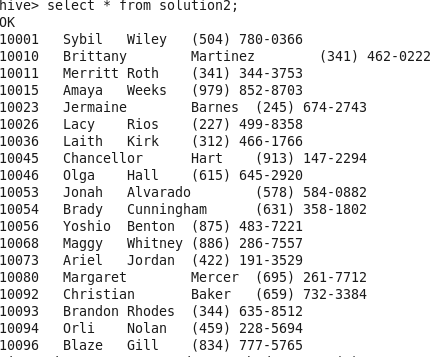 hive> select * from solution2;
OK
10001 Sybil Wiley (504) 780-0366
10010 Brittany Martinez (341) 462-0222
10011 Merritt Roth (341) 344-3753
10015 Amaya Weeks (979) 852-8703
10023 Jermaine Barnes (245) 674-2743
10026 Lacy Rios (227) 499-8358
10036 Laith Kirk (312) 466-1766
10045 Chancellor Hart (913) 147-2294
10046 Olga Hall (615) 645-2920
10053 Jonah Alvarado (578) 584-0882
10054 Brady Cunningham (631) 358-1802
10056 Yoshio Benton (875) 483-7221
10068 Maggy Whitney (886) 286-7557
10073 Ariel Jordan (422) 191-3529
10080 Margaret Mercer (695) 261-7712
10092 Christian Baker (659) 732-3384
10093 Brandon Rhodes (344) 635-8512
10094 Orli Nolan (459) 228-5694
10096 Blaze Gill (834) 777-5765